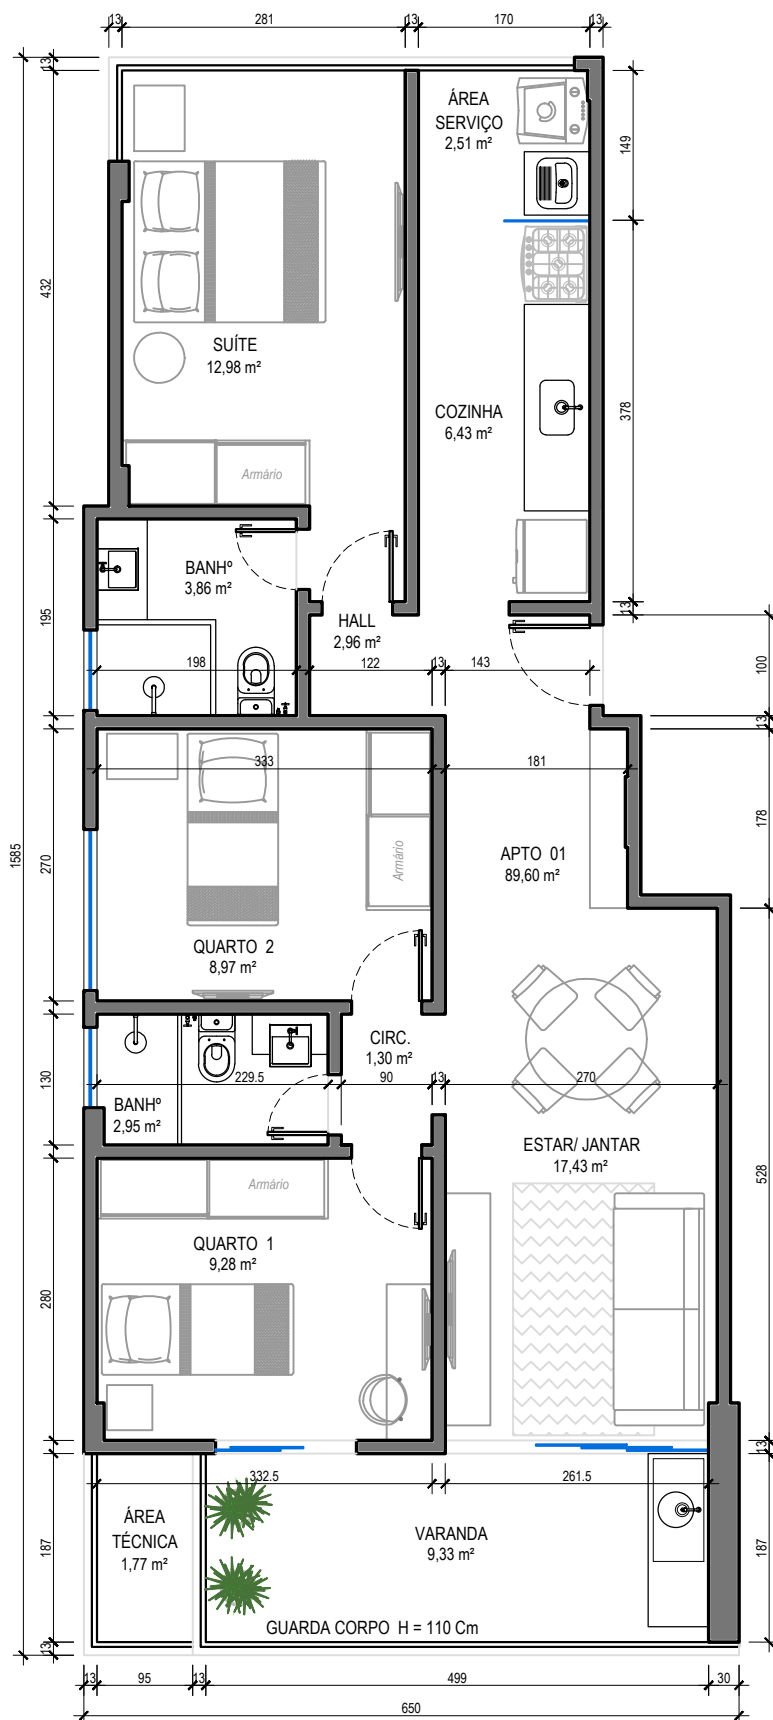 13
281
13
170
13
13
ÁREA
SERVIÇO
2,51 m²
149
432
SUÍTE
12,98 m²
COZINHA
6,43 m²
378
Armário
BANHº
3,86 m²
195
HALL
2,96 m²
13
198
122
13
143
100
13
333
181
1585
270
Armário
APTO 01
89,60 m²
178
QUARTO 2
8,97 m²
CIRC.
1,30 m²
130
229.5
90
13
270
BANHº
2,95 m²
ESTAR/ JANTAR
17,43 m²
528
Armário
QUARTO 1
9,28 m²
280
13
332.5
261.5
ÁREA
TÉCNICA
1,77 m²
VARANDA
9,33 m²
187
187
GUARDA CORPO H = 110 Cm
13
13
95
13
499
30
650